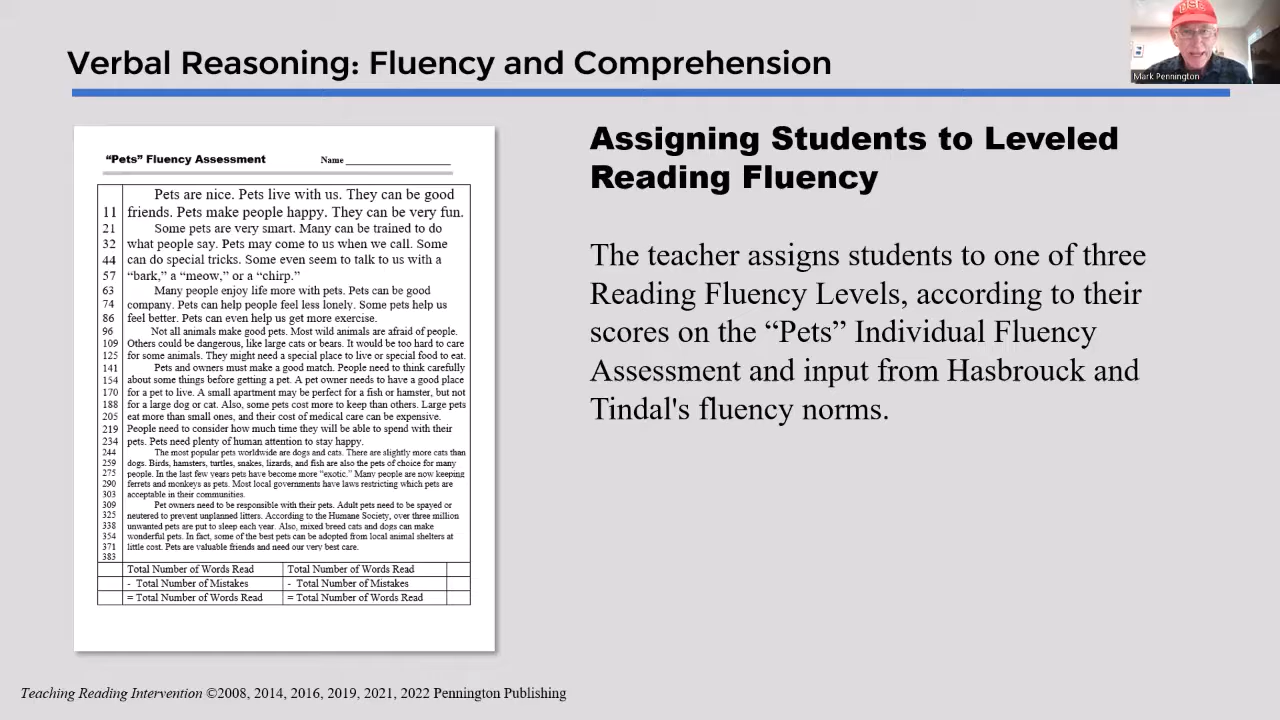 Verbal Reasoning: Fluency and Comprehension
Mark Pennington
"Pets" Fluency Assessment Name
Pets are nice. Pets live with us. They can be good
11 friends. Pets make people happy. They can be very fun.
21 Some pets are very smart. Many can be trained to do
32 what people say. Pets may come to us when we call. Some
44 can do special tricks. Some even seem to talk to us with a
57 “bark,” a “meow,” or a “chirp.”
63 Many people enjoy life more with pets. Pets can be good
74 company. Pets can help people feel less lonely. Some pets help us
86 feel better. Pets can even help us get more exercise.
96 Not all animals make good pets. Most wild animals are afraid of people.
109 Others could be dangerous, like large cats or bears. It would be too hard to care
125 for some animals. They might need a special place to live or special food to eat.
141 Pets and owners must make a good match. People need to think carefully
154 about some things before getting a pet. A pet owner needs to have a good place
170 for a pet to live. A small apartment may be perfect for a fish or hamster, but not
188 for a large dog or cat. Also, some pets cost more to keep than others. Large pets
205 eat more than small ones, and their cost of medical care can be expensive.
219 People need to consider how much time they will be able to spend with their
234 pets. Pets need plenty of human attention to stay happy.
244 The most popular pets worldwide are dogs and cats. There are slightly more cats than
259 dogs. Birds, hamsters, turtles, snakes, lizards, and fish are also the pets of choice for many
275 people. In the last few years pets have become more “exotic.” Many people are now keeping
290 ferrets and monkeys as pets. Most local governments have laws restricting which pets are
303 acceptable in their communities.
309 Pet owners need to be responsible with their pets. Adult pets need to be spayed or
325 neutered to prevent unplanned litters. According to the Humane Society, over three million
338 unwanted pets are put to sleep each year. Also, mixed breed cats and dogs can make
354 wonderful pets. In fact, some of the best pets can be adopted from local animal shelters at
371 little cost. Pets are valuable friends and need our very best care.
383
Total Number of Words Read Total Number of Words Read
- Total Number of Mistakes - Total Number of Mistakes
= Total Number of Words Read = Total Number of Words Read
Assigning Students to Leveled
Reading Fluency
The teacher assigns students to one of three
Reading Fluency Levels, according to their
scores on the “Pets” Individual Fluency
Assessment and input from Hasbrouck and
Tindal's fluency norms.
Teaching Reading Intervention ©2008, 2014, 2016, 2019, 2021, 2022 Pennington Publishing